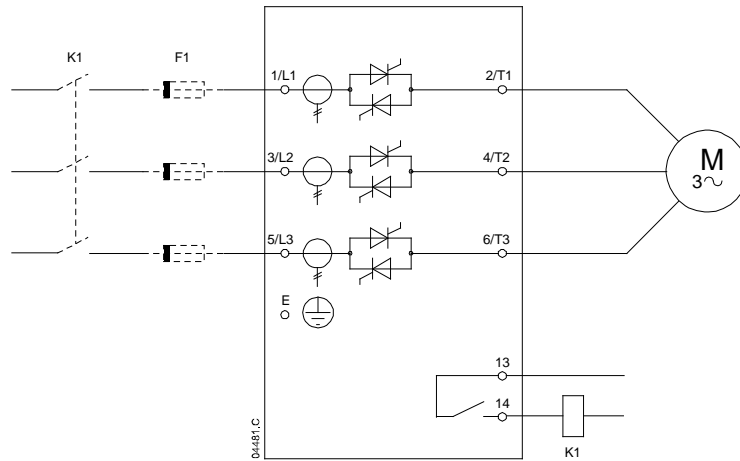 K1
F1
1/L1
2/T1
3/L2
4/T2
M
3~
5/L3
6/T3
E
13
14
K1
04481.C